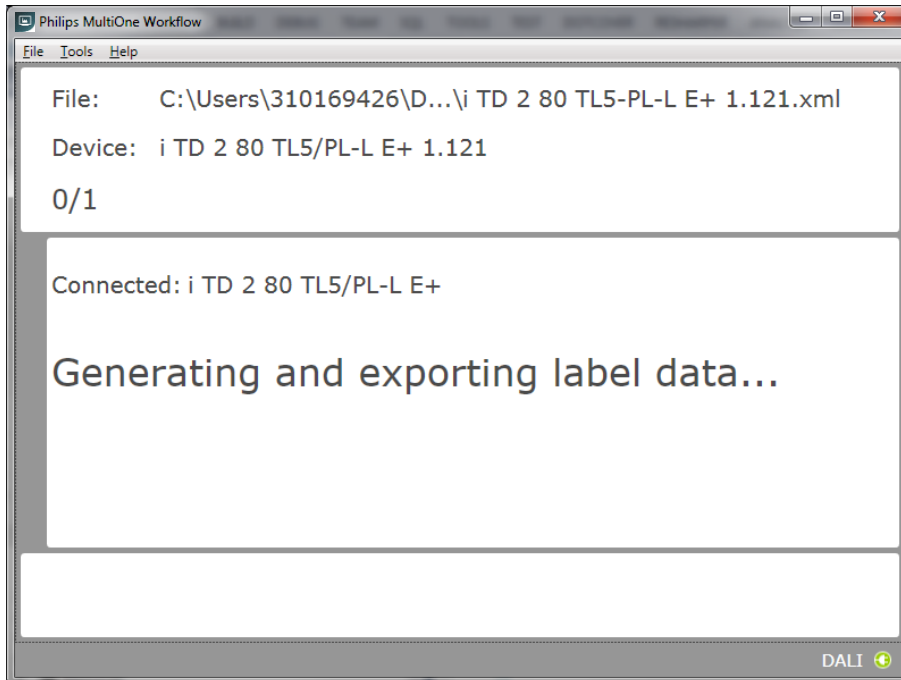 Philips MultiOne Workflow
File Tools Help
File: C:\Users\310169426\D...\i TD 2 80 TL5-PL-L E+ 1.121.xml
Device: i TD 2 80 TL5/PL-L E+ 1.121
0/1
Connected: i TD 2 80 TL5/PL-L E+
Generating and exporting label data...
DALI